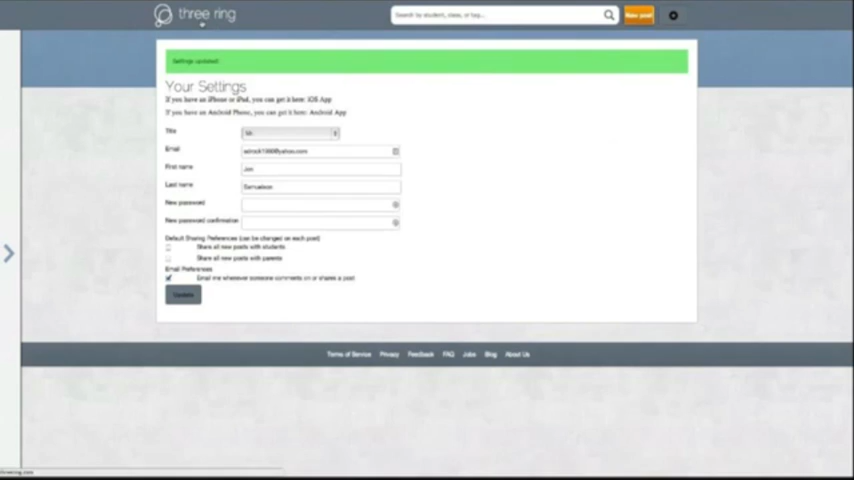 three ring
Search by student, class, or tag...
New post
Settings updated!
Your Settings
If you have an iPhone or iPad, you can get it here: iOS App
If you have an Android Phone, you can get it here: Android App
Title
Mr.
Email
First name
Jon
Last name
Samuelson
New password
New password confirmation
Default Sharing Preferences (can be changed on each post)
Share all new posts with students
Share all new posts with parents
Email Preferences
Email me whenever someone comments on or shares a post
Update
Terms of Service Privacy Feedback FAQ Jobs Blog About Us